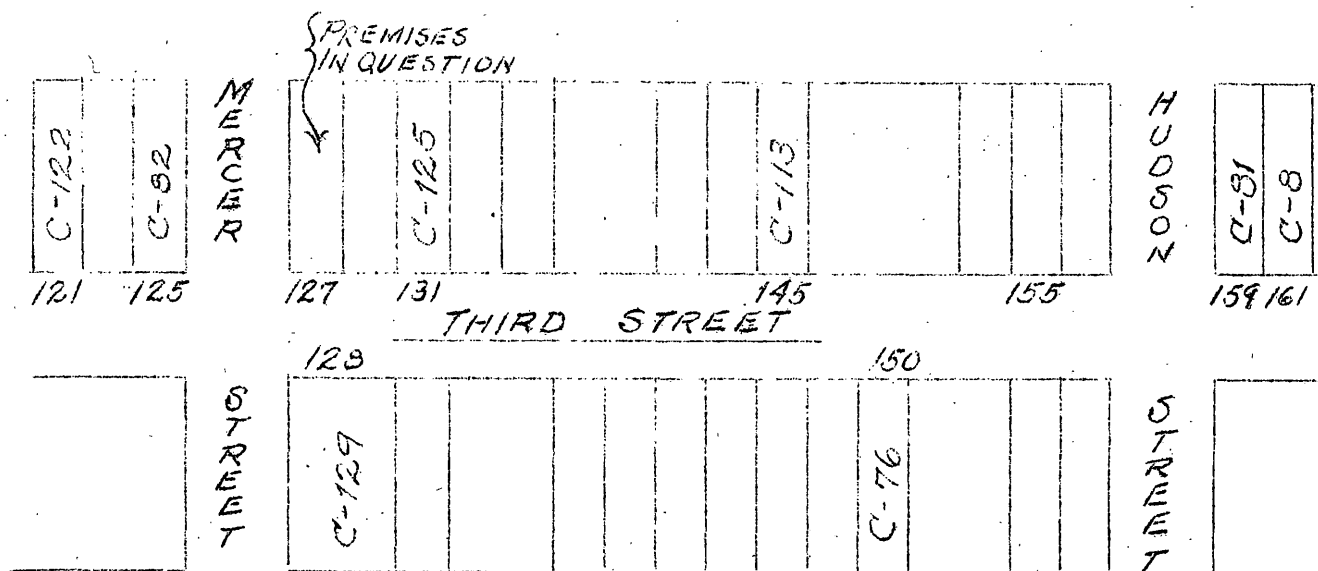 PREMISES
IN QUESTION
MERCER
HUDSON
C-122
C-82
C-125
C-113
C-81
C-8
121 125 127 131 145 155 159 161
THIRD STREET
128 150
STREET
C-129
C-76
STREET